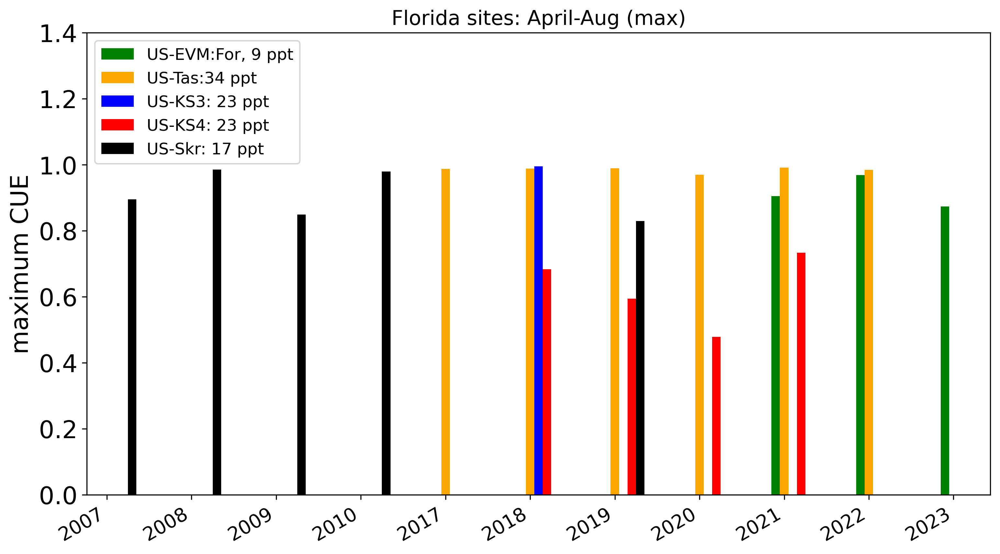 Florida sites: April-Aug (max)
maximum CUE
1.4
1.2
1.0
0.8
0.6
0.4
0.2
0.0
US-EVM:For, 9 ppt
US-Tas:34 ppt
US-KS3: 23 ppt
US-KS4: 23 ppt
US-Skr: 17 ppt
2007
2008
2009
2010
2017
2018
2019
2020
2021
2022
2023